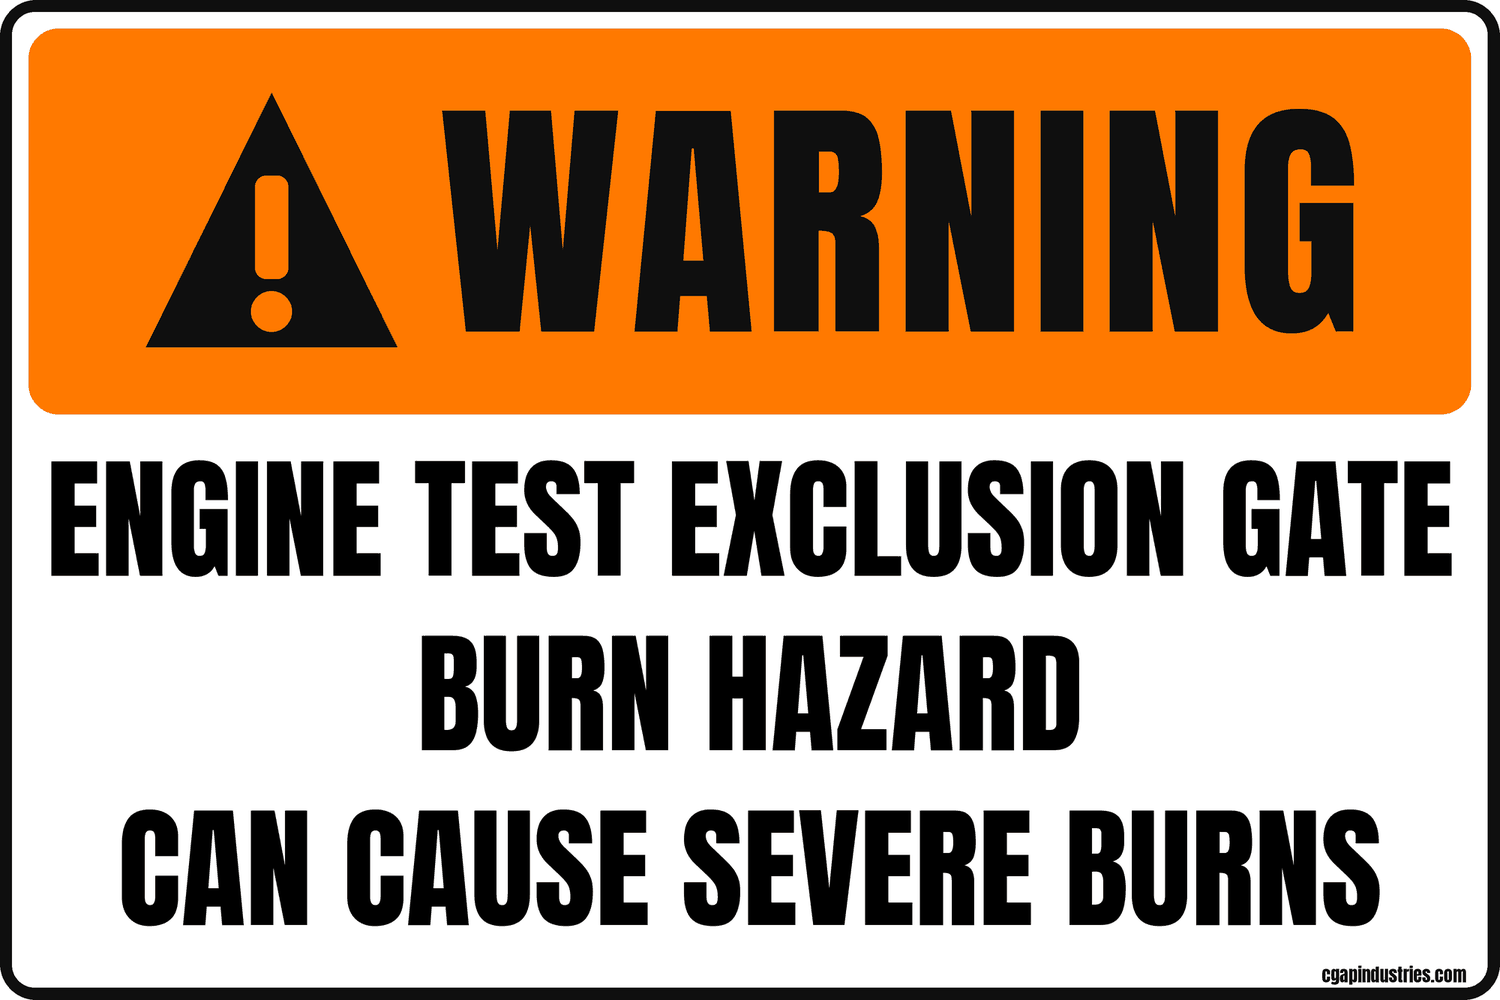 WARNING
ENGINE TEST EXCLUSION GATE
BURN HAZARD
CAN CAUSE SEVERE BURNS
cgapindustries.com